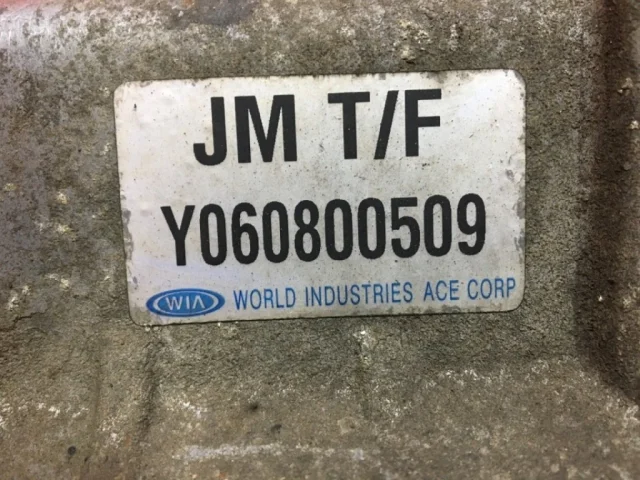 JM T/F
Y060800509
WIA WORLD INDUSTRIES ACE CORP